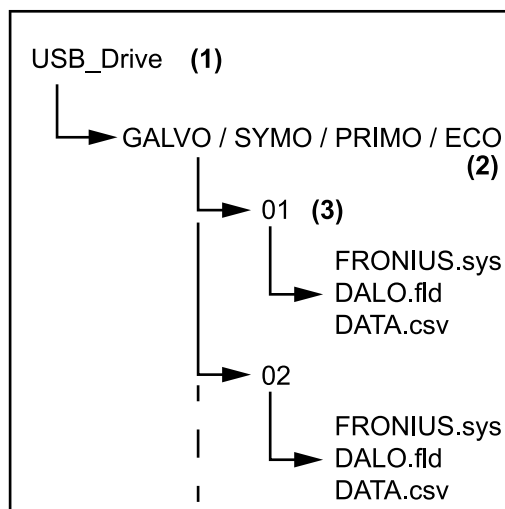 USB_Drive (1)
GALVO / SYMO / PRIMO / ECO
(2)
01 (3)
FRONIUS.sys
DALO.fld
DATA.csv
02
FRONIUS.sys
DALO.fld
DATA.csv